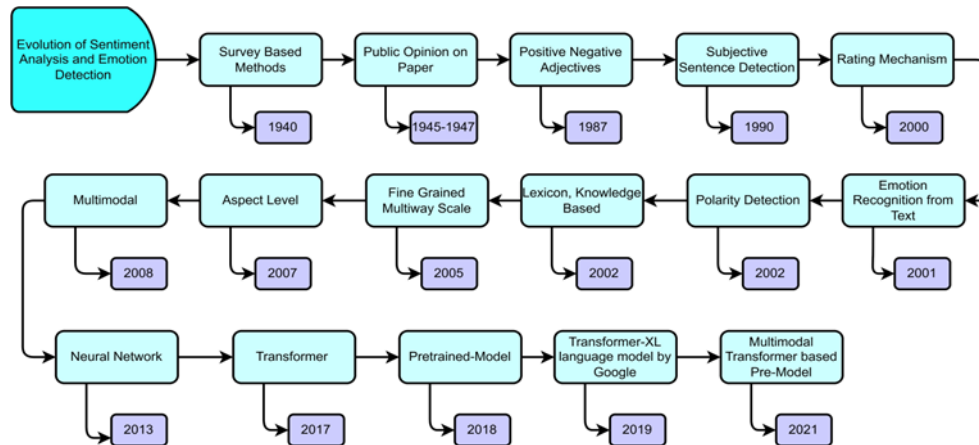 Evolution of Sentiment
Analysis and Emotion
Detection
Survey Based
Methods
Public Opinion on
Paper
Positive Negative
Adjectives
Subjective
Sentence Detection
Rating Mechanism
1940
1945-1947
1987
1990
2000
Emotion
Recognition from
Text
Polarity Detection
Lexicon, Knowledge
Based
Fine Grained
Multiway Scale
Aspect Level
Multimodal
2001
2002
2002
2005
2007
2008
Neural Network
Transformer
Pretrained-Model
Transformer-XL
language model by
Google
Multimodal
Transformer based
Pre-Model
2013
2017
2018
2019
2021